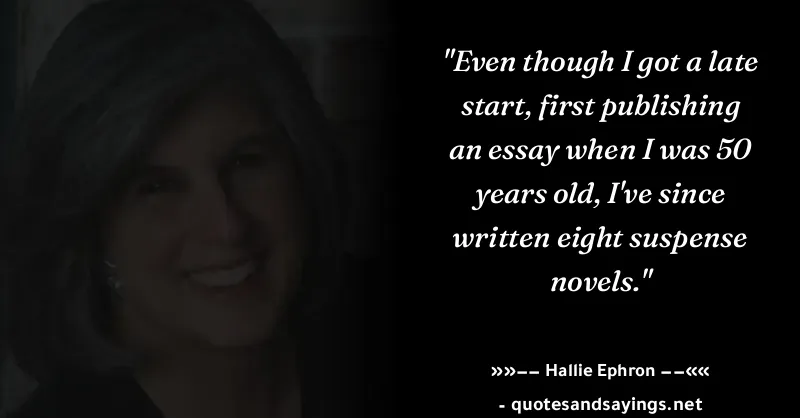 "Even though I got a late
start, first publishing
an essay when I was 50
years old, I've since
written eight suspense
novels."
»»−− Hallie Ephron −−««
- quotesandsayings.net